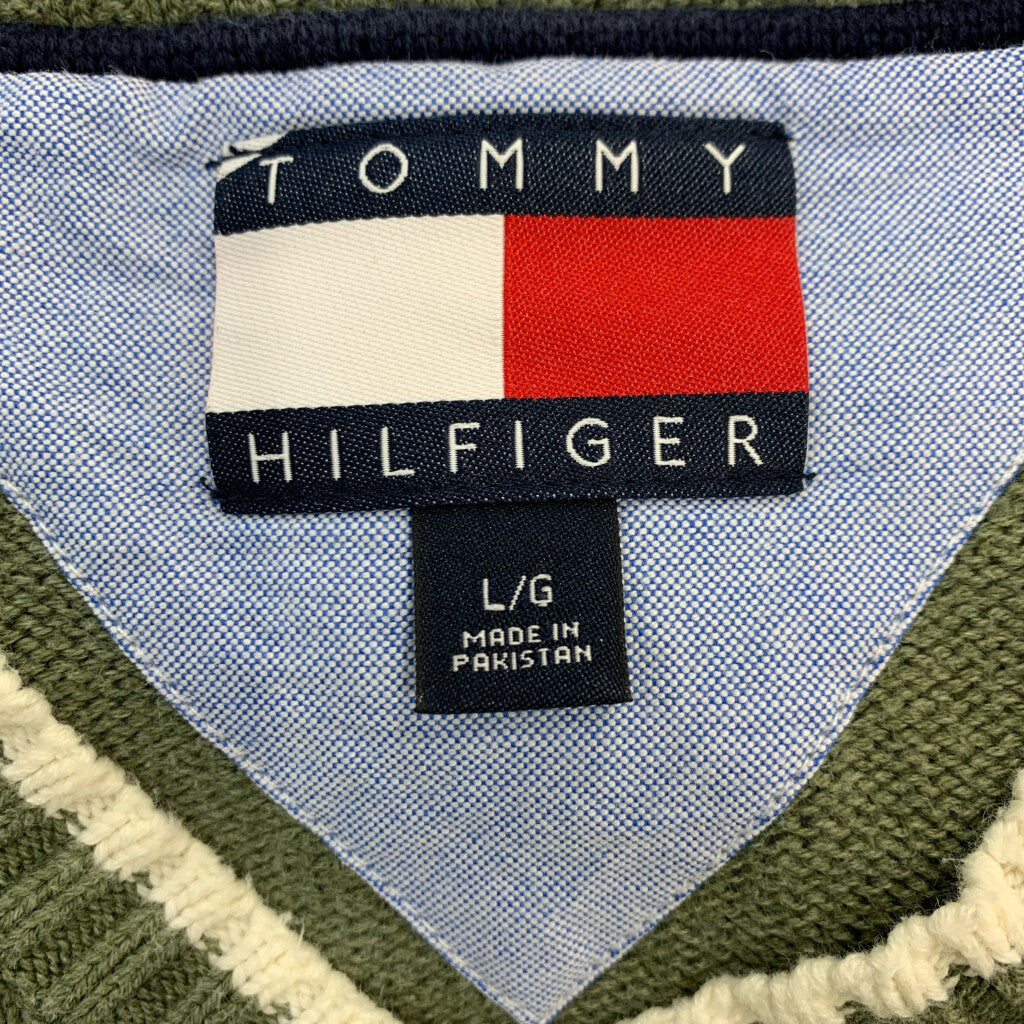 TOMMY
HILFIGER
L/G
MADE IN
PAKISTAN